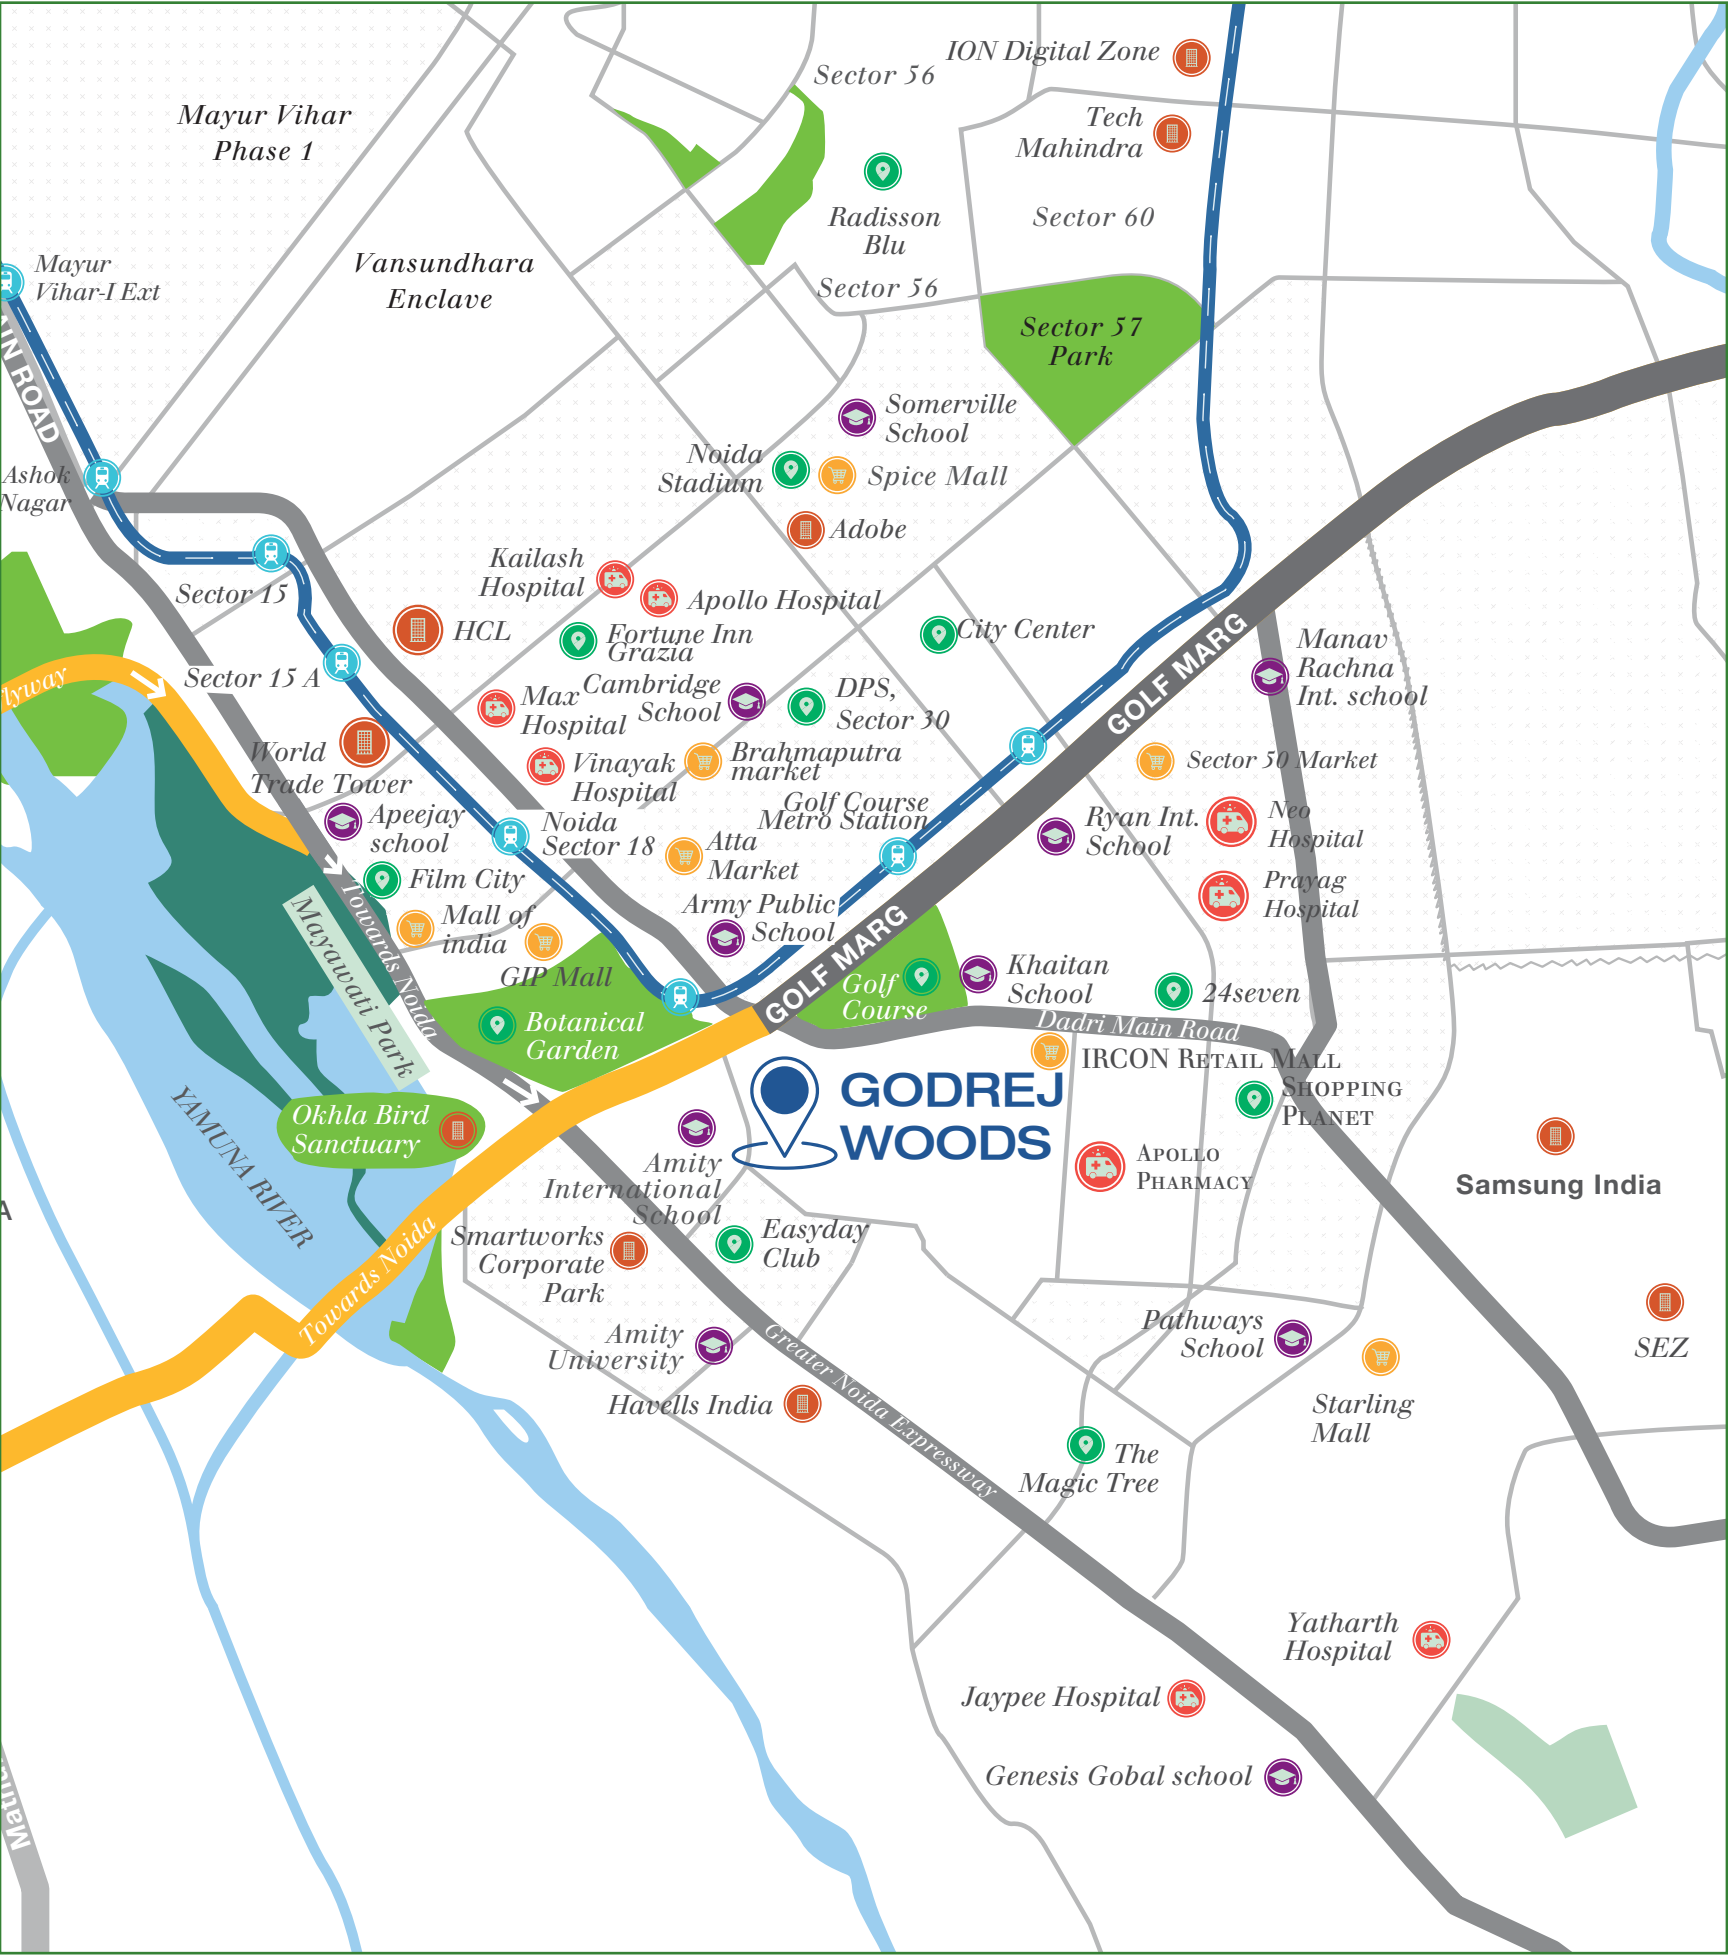 ION Digital Zone
Sector 56
Tech
Mahindra
Mayur Vihar
Phase 1
Radisson
Blu
Sector 60
Vansundhara
Enclave
Mayur
Vihar-I Ext
Sector 56
Sector 57
Park
ROAD
Somerville
School
Noida
Stadium
Spice Mall
Ashok
Nagar
Adobe
Kailash
Hospital
Apollo Hospital
Sector 15
HCL
Fortune Inn
Grazia
City Center
GOLF MARG
Manav
Rachna
Int. school
Sector 15 A
lyway
Max
Hospital
Cambridge
School
DPS,
Sector 30
World
Trade Tower
Vinayak
Hospital
Brahmaputra
market
Sector 50 Market
Golf Course
Metro Station
Apeejay
school
Noida
Sector 18
Atta
Market
Ryan Int.
School
Neo
Hospital
Film City
Prayag
Hospital
Towards Noida
Mayawati Park
Mall of
india
Army Public
School
GOLF MARG
GIP Mall
Golf
Course
Khaitan
School
24seven
Botanical
Garden
Dadri Main Road
IRCON Retail Mall
GODREJ
WOODS
Shopping
Planet
Okhla Bird
Sanctuary
YAMUNA RIVER
Amity
International
School
Apollo
Pharmacy
Samsung India
A
Smartworks
Corporate
Park
Easyday
Club
Towards Noida
Amity
University
Greater Noida Expressway
Pathways
School
SEZ
Havells India
Starling
Mall
The
Magic Tree
Yatharth
Hospital
Jaypee Hospital
Genesis Gobal school
Mathu